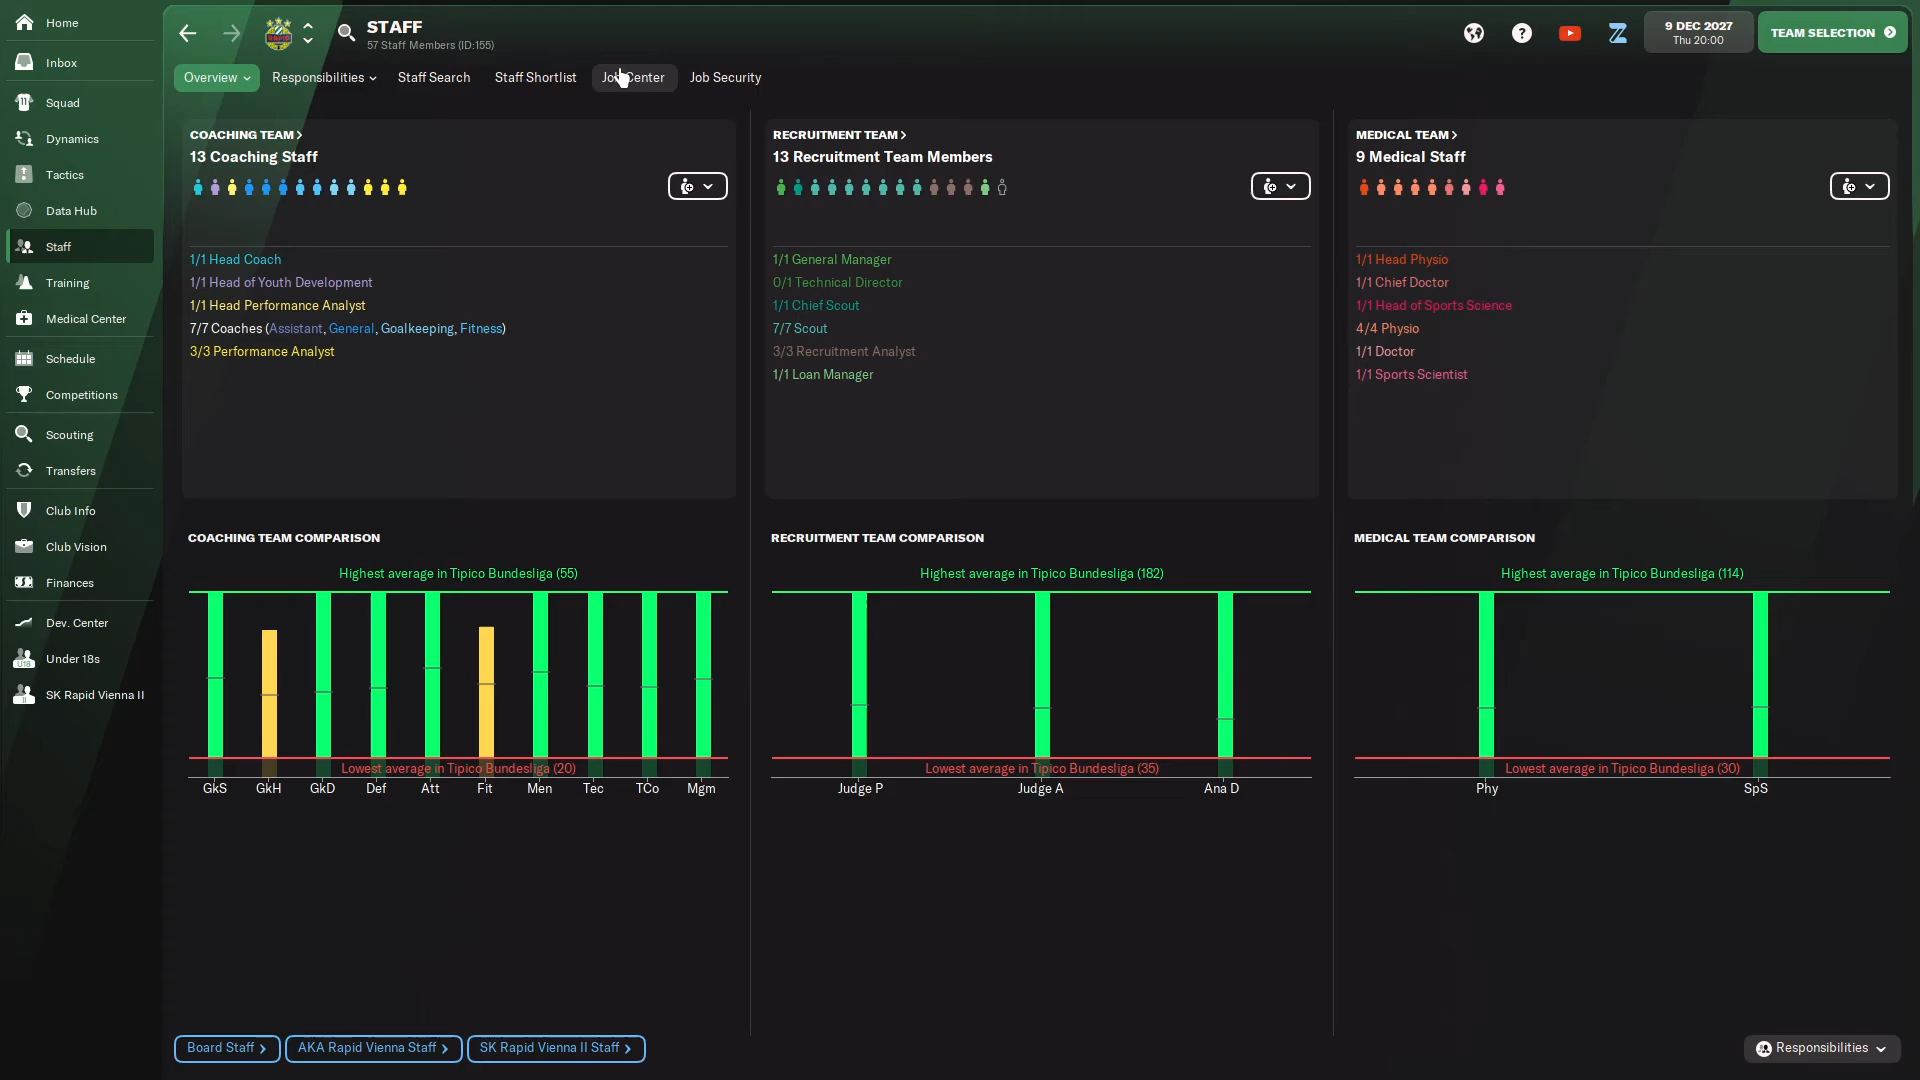 Home
Inbox
Squad
Dynamics
Tactics
Data Hub
Staff
Training
Medical Center
Schedule
Competitions
Scouting
Transfers
Club Info
Club Vision
Finances
Dev. Center
Under 18s
SK Rapid Vienna II
STAFF
57 Staff Members (ID:155)
9 DEC 2027
Thu 20:00
TEAM SELECTION
Overview
Responsibilities
Staff Search
Staff Shortlist
Job Center
Job Security
COACHING TEAM
13 Coaching Staff
1/1 Head Coach
1/1 Head of Youth Development
1/1 Head Performance Analyst
7/7 Coaches (Assistant, General, Goalkeeping, Fitness)
3/3 Performance Analyst
RECRUITMENT TEAM
13 Recruitment Team Members
1/1 General Manager
0/1 Technical Director
1/1 Chief Scout
7/7 Scout
3/3 Recruitment Analyst
1/1 Loan Manager
MEDICAL TEAM
9 Medical Staff
1/1 Head Physio
1/1 Chief Doctor
1/1 Head of Sports Science
4/4 Physio
1/1 Doctor
1/1 Sports Scientist
COACHING TEAM COMPARISON
Highest average in Tipico Bundesliga (55)
Lowest average in Tipico Bundesliga (20)
GkS GkH GkD Def Att Fit Men Tec TCo Mgm
RECRUITMENT TEAM COMPARISON
Highest average in Tipico Bundesliga (182)
Lowest average in Tipico Bundesliga (35)
Judge P Judge A Ana D
MEDICAL TEAM COMPARISON
Highest average in Tipico Bundesliga (114)
Lowest average in Tipico Bundesliga (30)
Phy SpS
Board Staff
AKA Rapid Vienna Staff
SK Rapid Vienna II Staff
Responsibilities